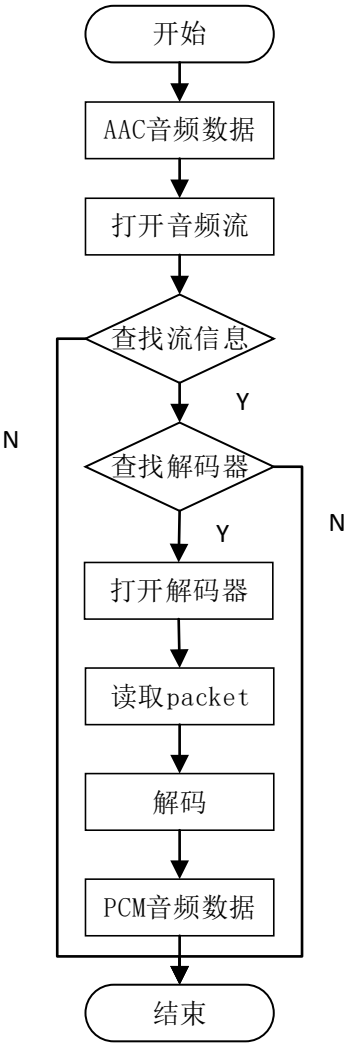 开始
AAC音频数据
打开音频流
查找流信息
Y
N
查找解码器
N
Y
打开解码器
读取packet
解码
PCM音频数据
结束